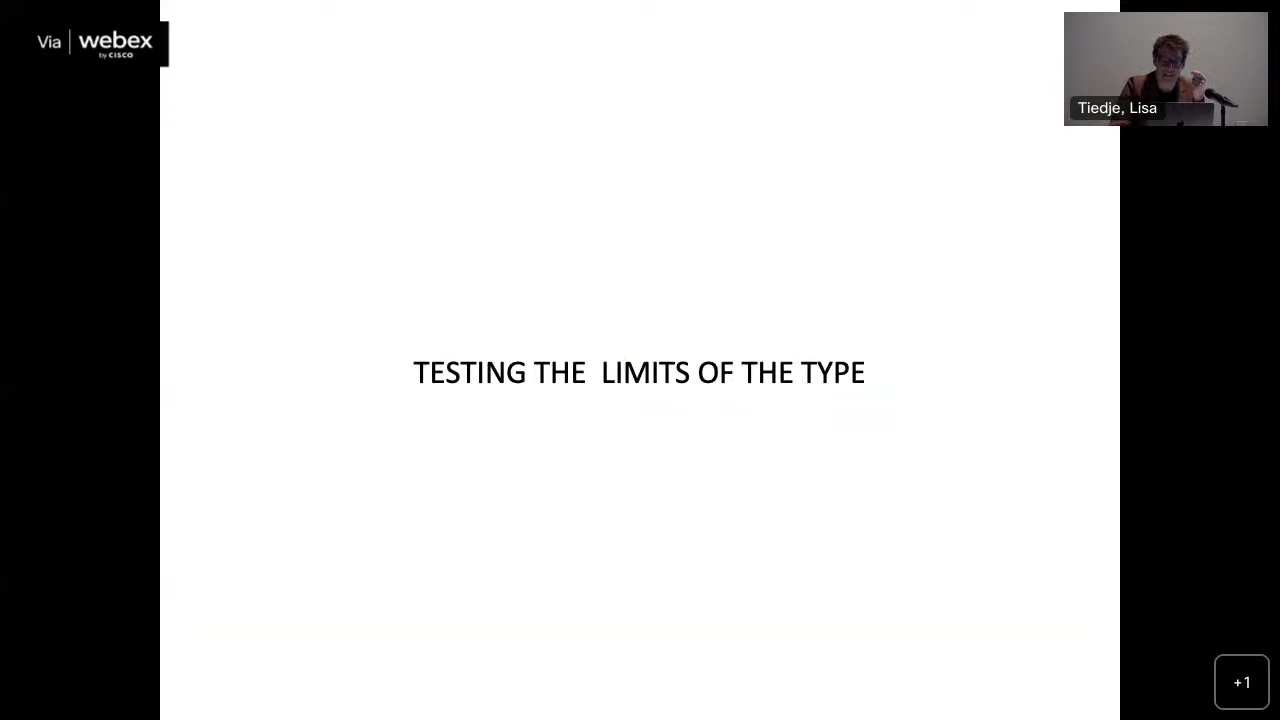 Via | webex
by CISCO
Tiedje, Lisa
TESTING THE  LIMITS OF THE TYPE
+1